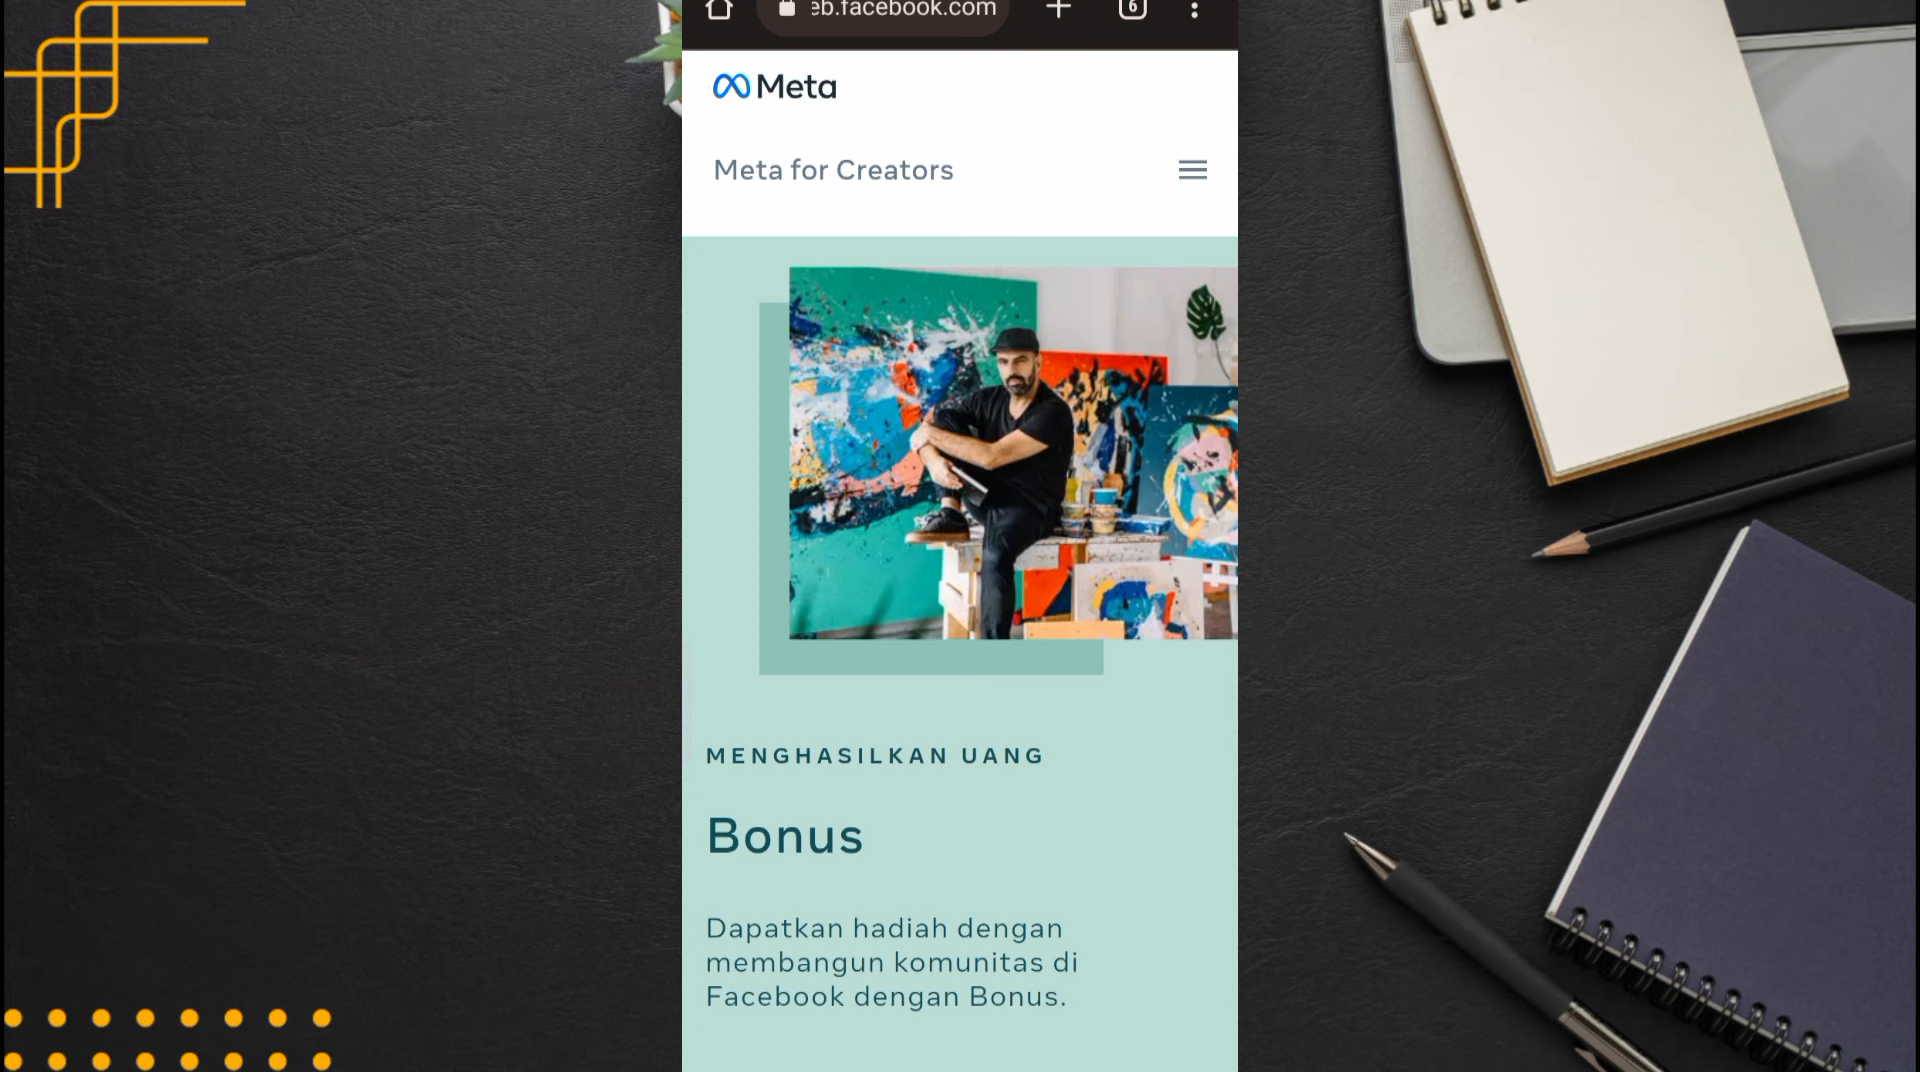 eb.facebook.com
6
Meta
Meta for Creators
MENGHASILKAN UANG
Bonus
Dapatkan hadiah dengan
membangun komunitas di
Facebook dengan Bonus.